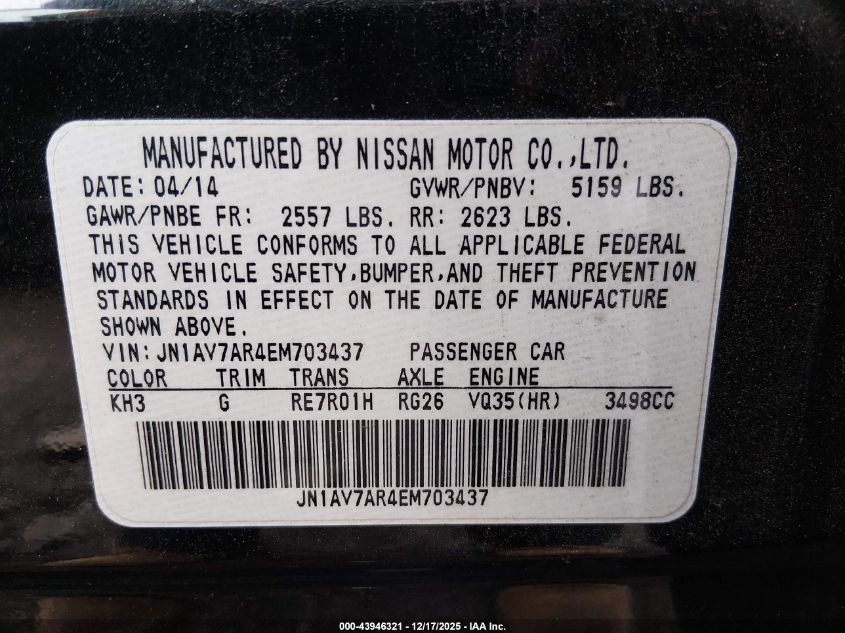 MANUFACTURED BY NISSAN MOTOR CO.,LTD.
DATE: 04/14 GVWR/PNBV: 5159 LBS.
GAWR/PNBE FR: 2557 LBS. RR: 2623 LBS.
THIS VEHICLE CONFORMS TO ALL APPLICABLE FEDERAL
MOTOR VEHICLE SAFETY,BUMPER,AND THEFT PREVENTION
STANDARDS IN EFFECT ON THE DATE OF MANUFACTURE
SHOWN ABOVE.
VIN: JN1AV7AR4EM703437 PASSENGER CAR
COLOR TRIM TRANS AXLE ENGINE
KH3 G RE7R01H RG26 VQ35(HR) 3498CC
JN1AV7AR4EM703437
000-43946321 - 12/17/2025 - IAA Inc.